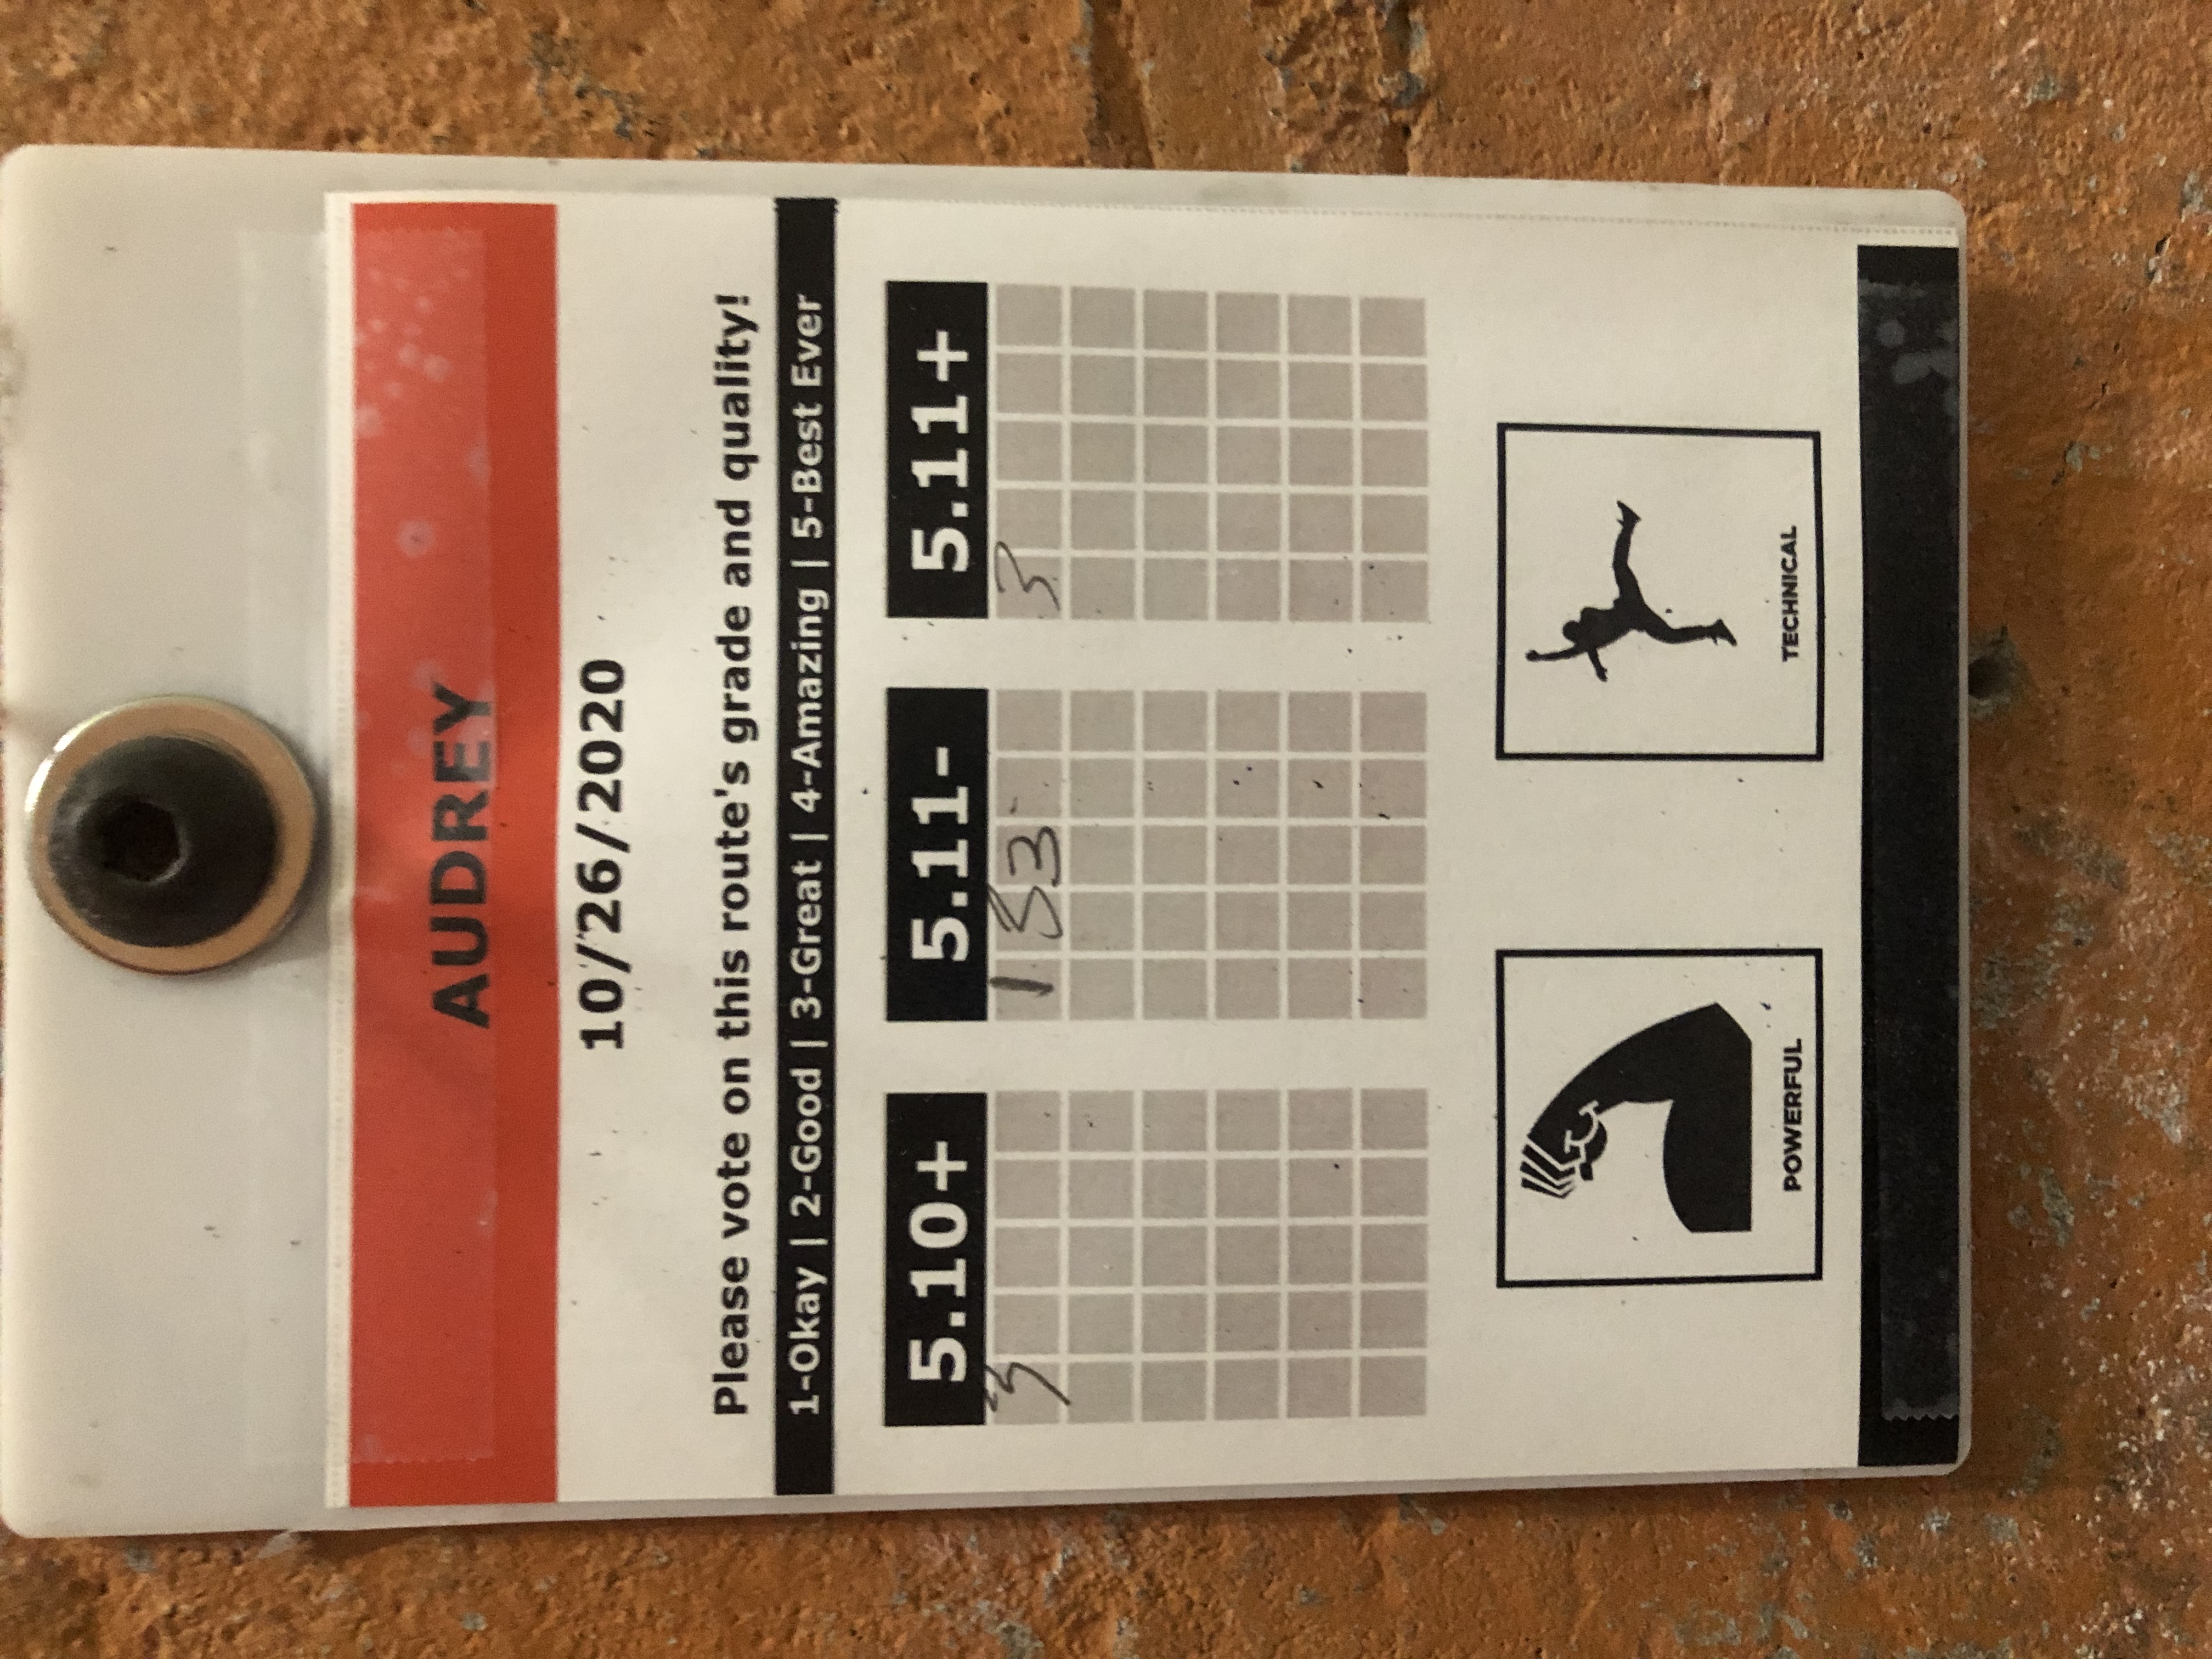 AUDREY
10/26/2020
Please vote on this route's grade and quality!
1-Okay | 2-Good | 3-Great | 4-Amazing | 5-Best Ever
5.10+ 5.11- 5.11+
3 1 3 3 3
POWERFUL TECHNICAL